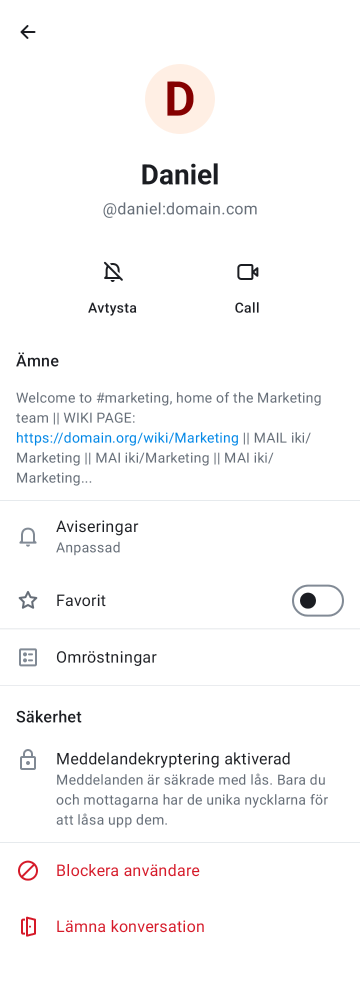 D
Daniel
@daniel:domain.com
Avtysta
Call
Ämne
Welcome to #marketing, home of the Marketing
team || WIKI PAGE:
https://domain.org/wiki/Marketing || MAIL iki/
Marketing || MAI iki/Marketing || MAI iki/
Marketing...
Aviseringar
Anpassad
Favorit
Omröstningar
Säkerhet
Meddelandekryptering aktiverad
Meddelanden är säkrade med lås. Bara du
och mottagarna har de unika nycklarna för
att låsa upp dem.
Blockera användare
Lämna konversation